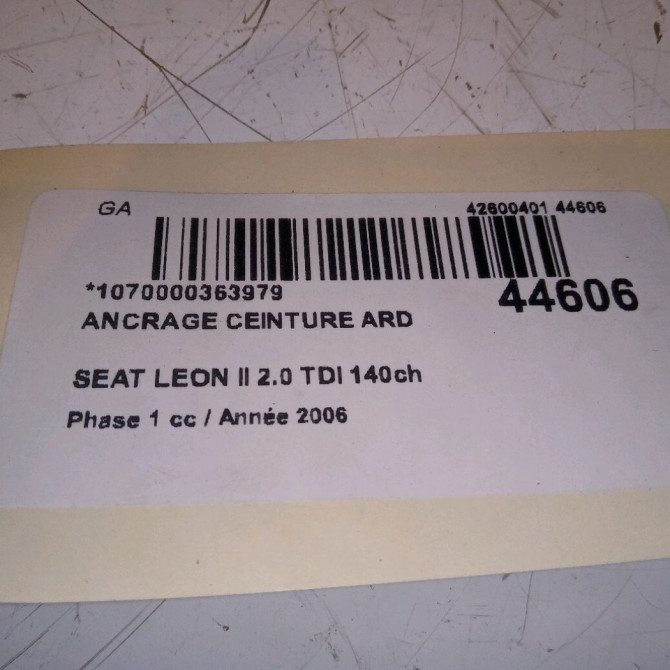 GA 42600401 44606
*1070000363979 44606
ANCRAGE CEINTURE ARD
SEAT LEON II 2.0 TDI 140ch
Phase 1 cc / Année 2006